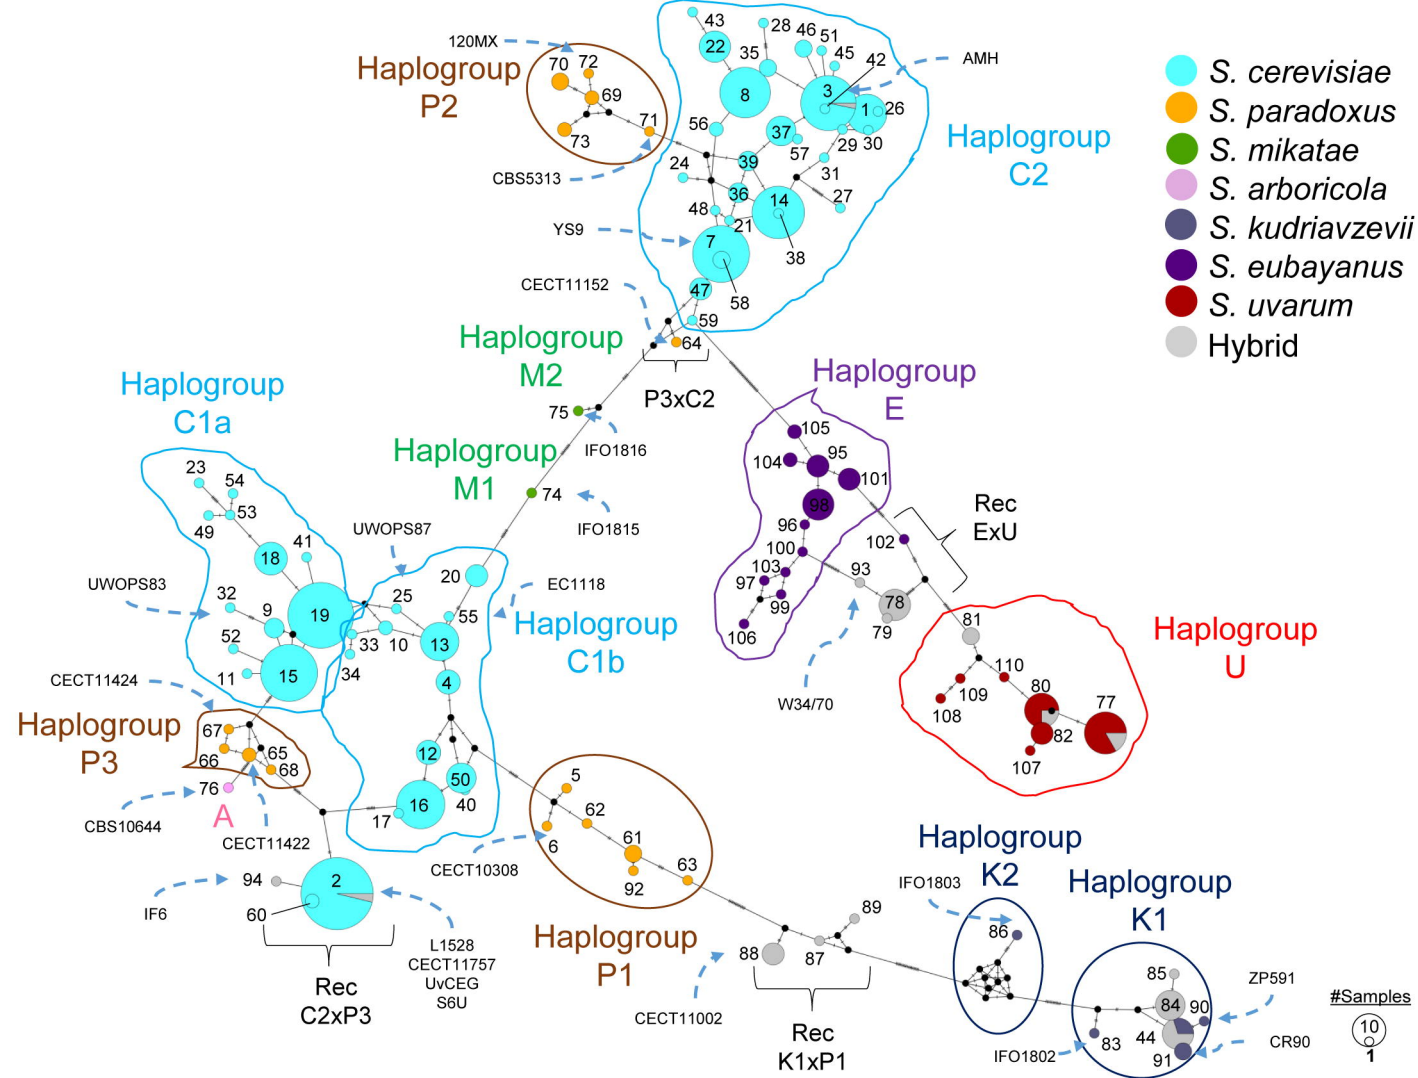 43
28
46
51
45
42
AMH
22
35
8
3
1
26
56
37
57
29
30
39
31
24
36
14
27
48
21
7
38
58
47
59
64
Haplogroup
C2
120MX
Haplogroup
P2
70
72
69
71
73
CBS5313
YS9
CECT11152
S. cerevisiae
S. paradoxus
S. mikatae
S. arboricola
S. kudriavzevii
S. eubayanus
S. uvarum
Hybrid
Haplogroup
M2
P3xC2
75
IFO1816
Haplogroup
M1
74
IFO1815
Haplogroup
E
105
104
95
101
98
96
100
102
103
97
99
106
93
78
79
Rec
ExU
W34/70
Haplogroup
C1a
23
54
53
49
18
41
19
32
9
52
15
11
UWOPS83
UWOPS87
20
25
55
13
33
10
34
4
12
50
40
16
17
EC1118
Haplogroup
C1b
CECT11424
Haplogroup
P3
67
66
65
68
76
A
CBS10644
CECT11422
94
2
60
IF6
L1528
CECT11757
UvCEG
S6U
Rec
C2xP3
81
110
109
108
80
77
82
107
Haplogroup
U
5
62
6
61
92
63
CECT10308
Haplogroup
P1
88
87
89
CECT11002
Rec
K1xP1
Haplogroup
K2
IFO1803
86
Haplogroup
K1
85
84
90
83
44
91
IFO1802
ZP591
CR90
#Samples
10
1